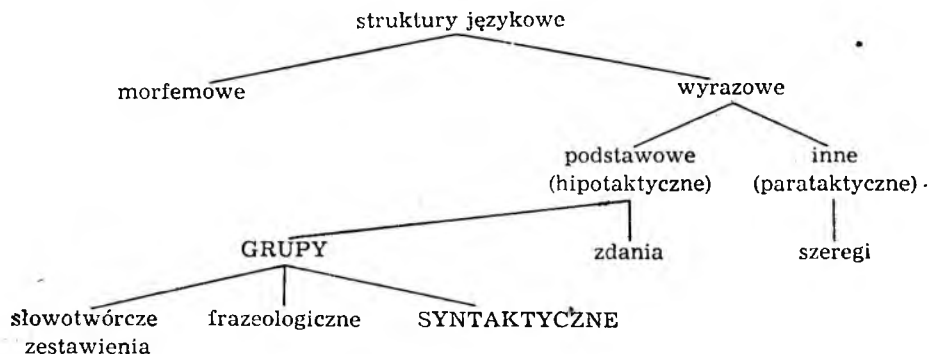 struktury językowe
morfemowe wyrazowe
podstawowe inne
(hipotaktyczne) (parataktyczne)
GRUPY zdania szeregi
słowotwórcze frazeologiczne SYNTAKTYCZNE
zestawienia